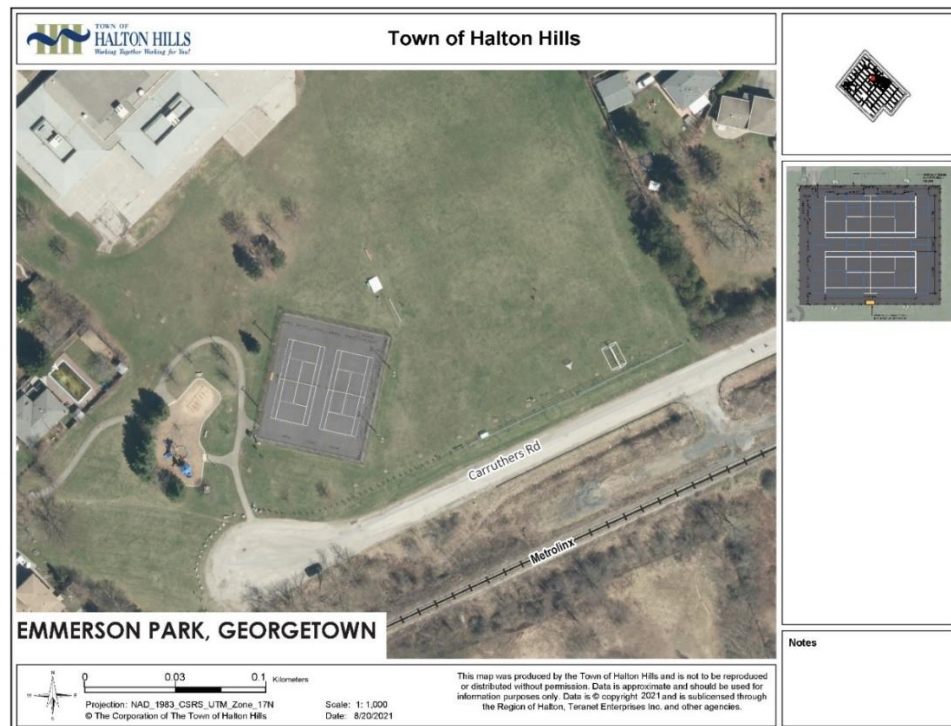 TOWN OF
HALTON HILLS
Working Together Working for You!
Town of Halton Hills
Carruthers Rd
Metrolinx
EMMERSON PARK, GEORGETOWN
Notes
N
W
E
S
0
0.03
0.1
Kilometers
Projection: NAD_1983_CSRS_UTM_Zone_17N
© The Corporation of The Town of Halton Hills
Scale: 1: 1,000
Date: 8/20/2021
This map was produced by the Town of Halton Hills and is not to be reproduced
or distributed without permission. Data is approximate and should be used for
information purposes only. Data is © copyright 2021 and is sublicensed through
the Region of Halton, Teranet Enterprises Inc. and other agencies.